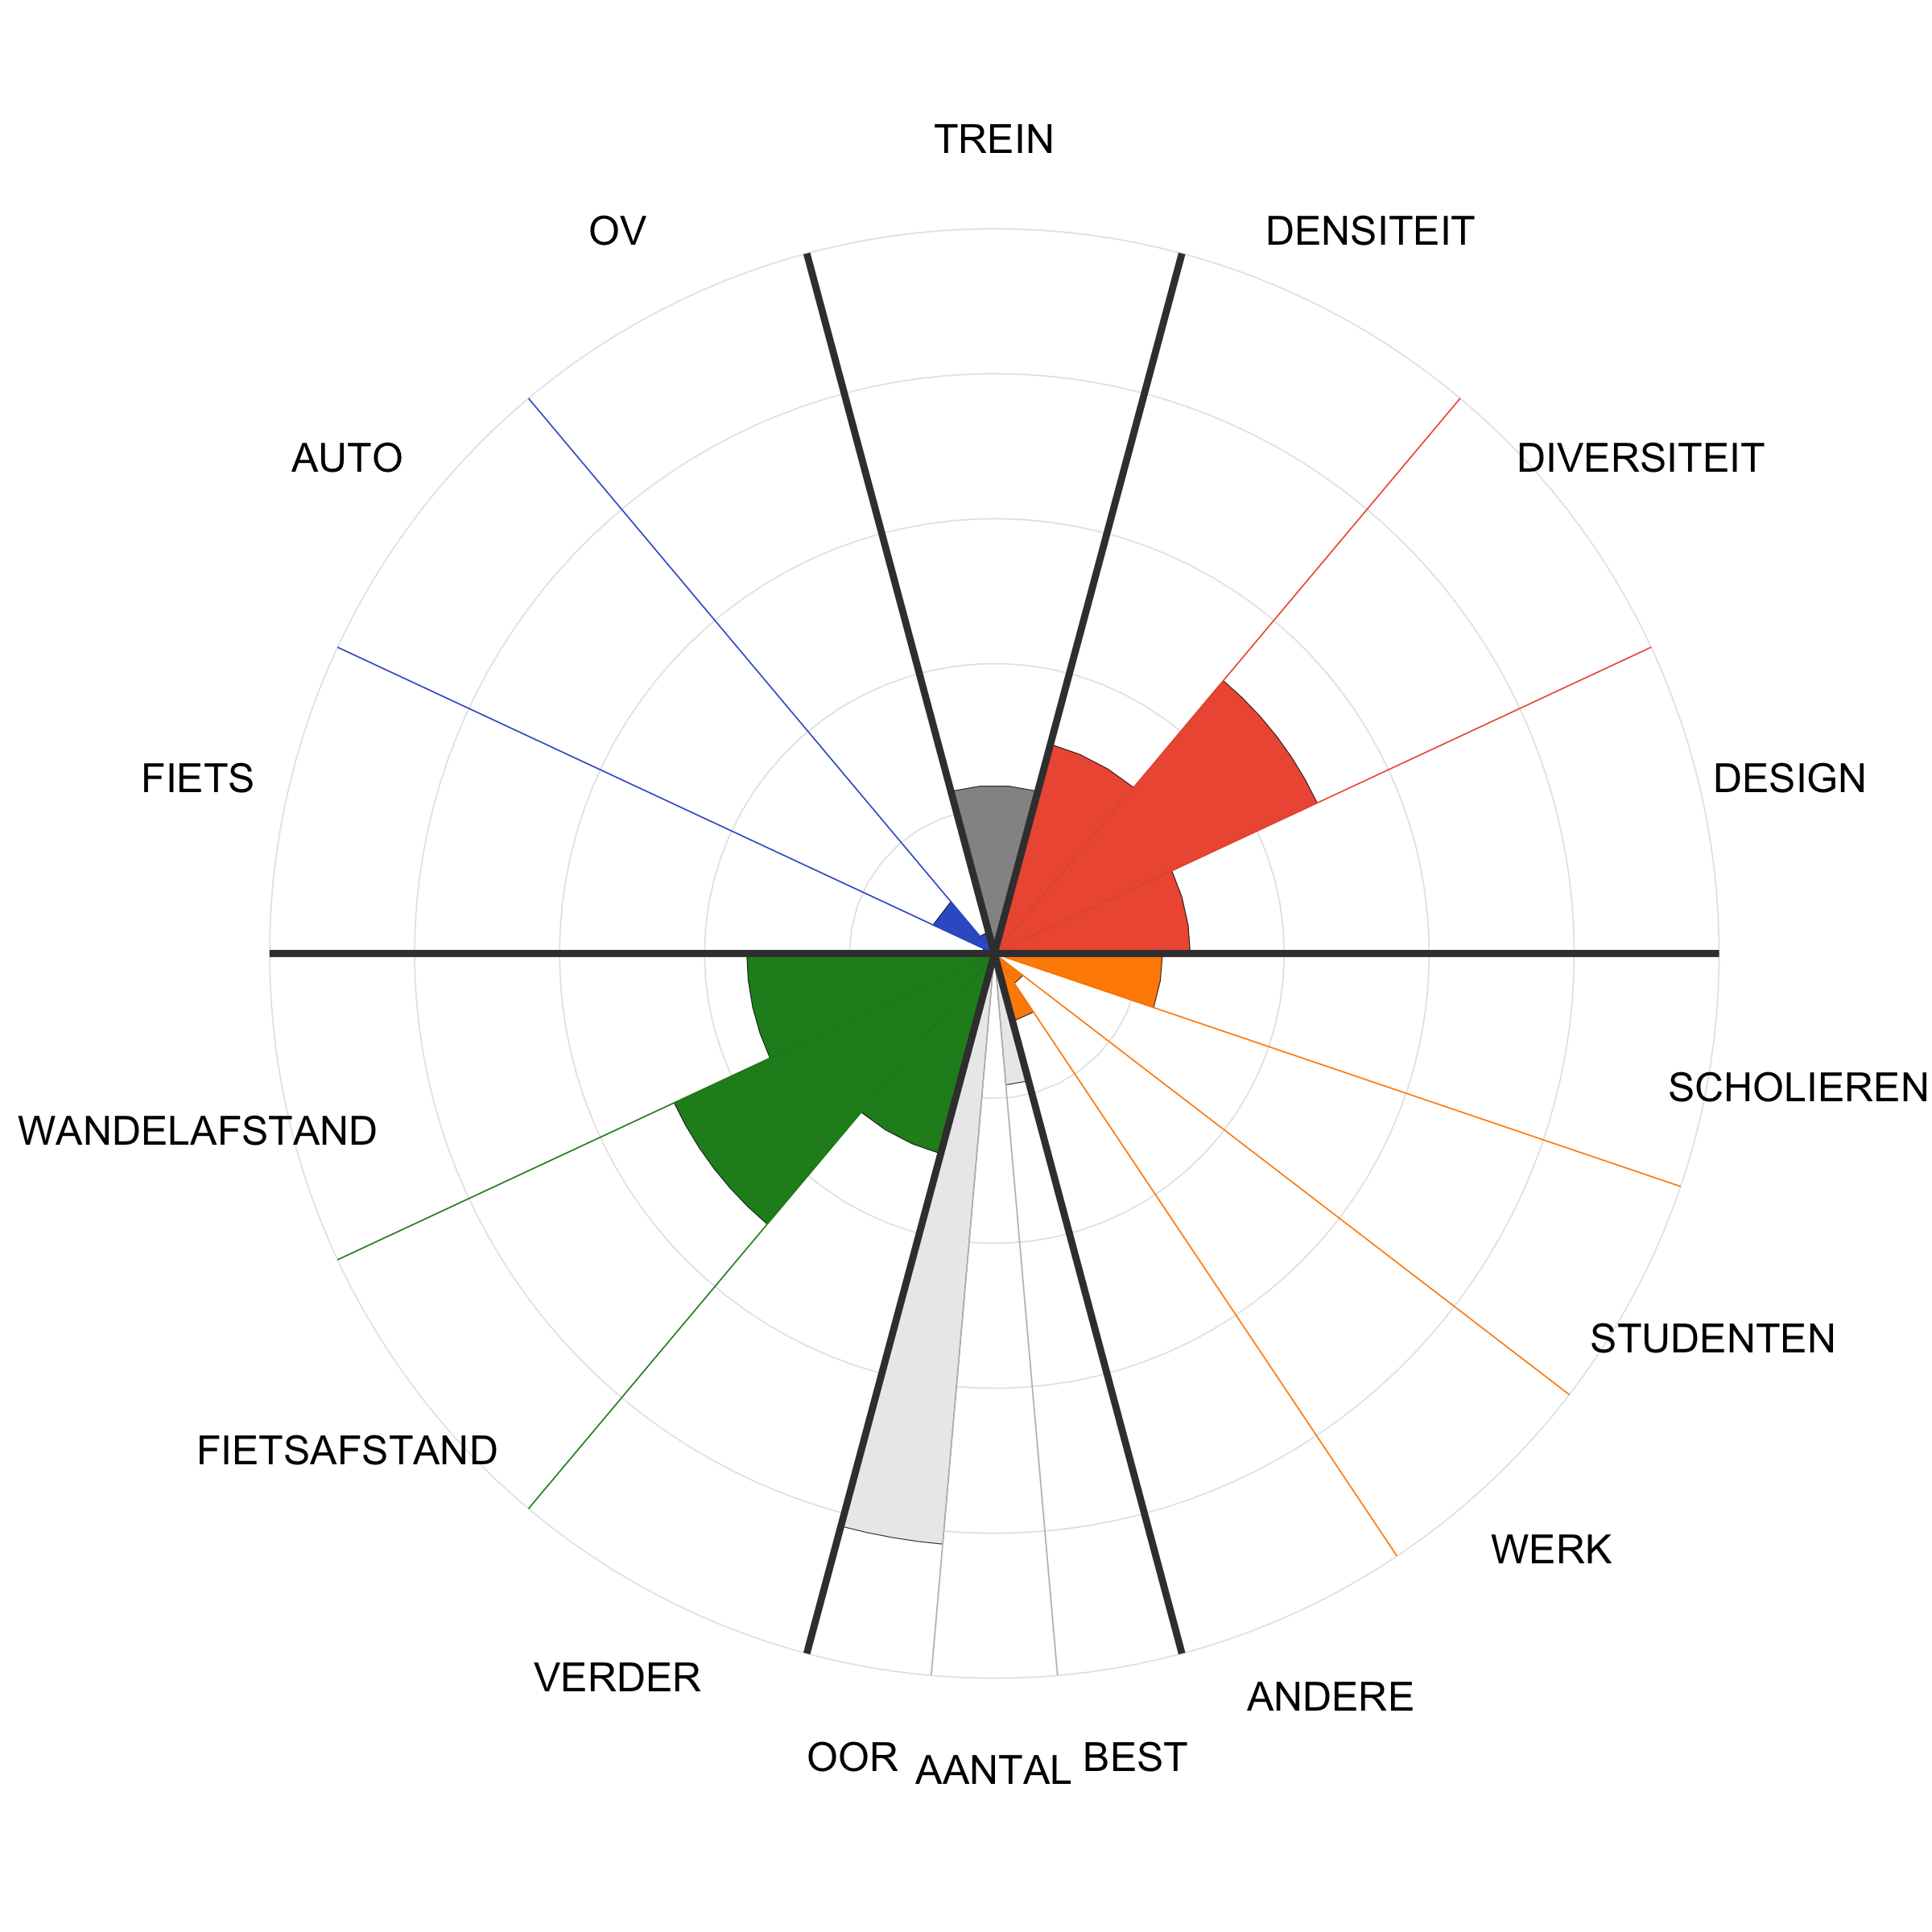 TREIN
OV
DENSITEIT
AUTO
DIVERSITEIT
FIETS
DESIGN
SCHOLIEREN
WANDELAFSTAND
STUDENTEN
FIETSAFSTAND
WERK
VERDER
ANDERE
OOR
AANTAL
BEST